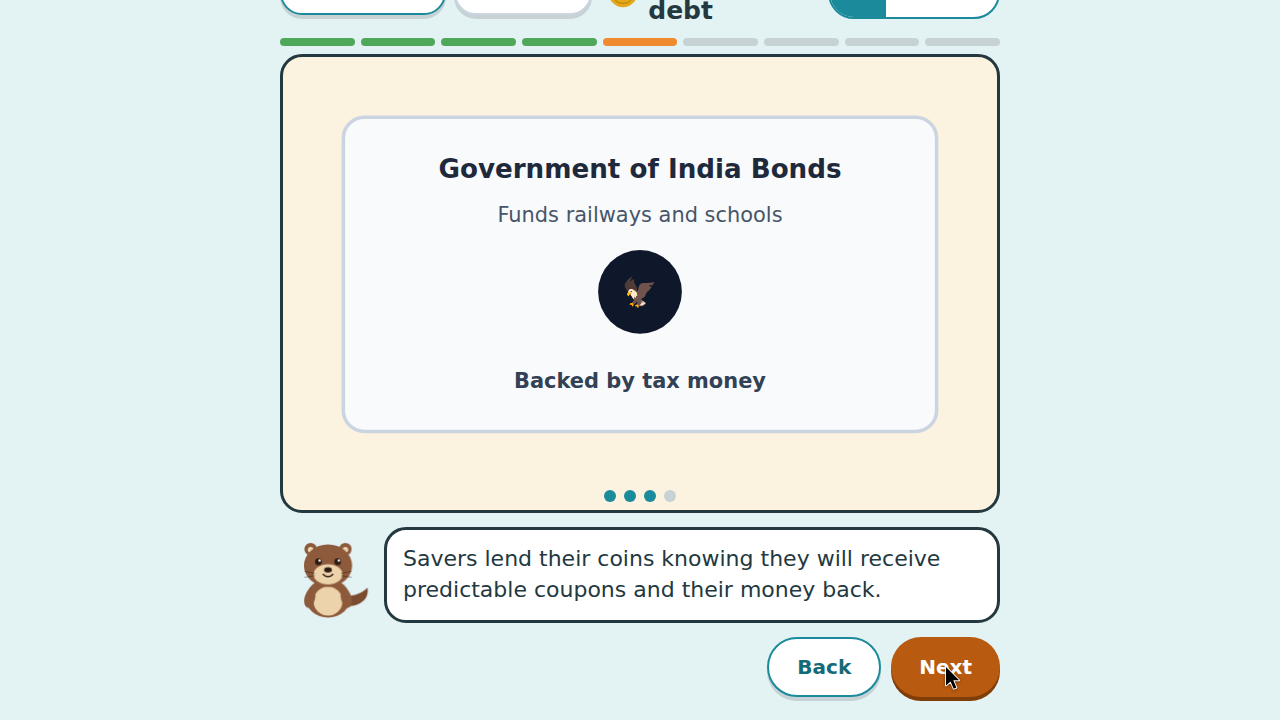 debt
Government of India Bonds
Funds railways and schools
Backed by tax money
Savers lend their coins knowing they will receive
predictable coupons and their money back.
Back
Next